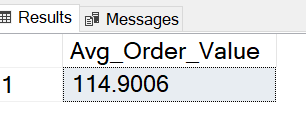 Results Messages
Avg_Order_Value
1 114.9006